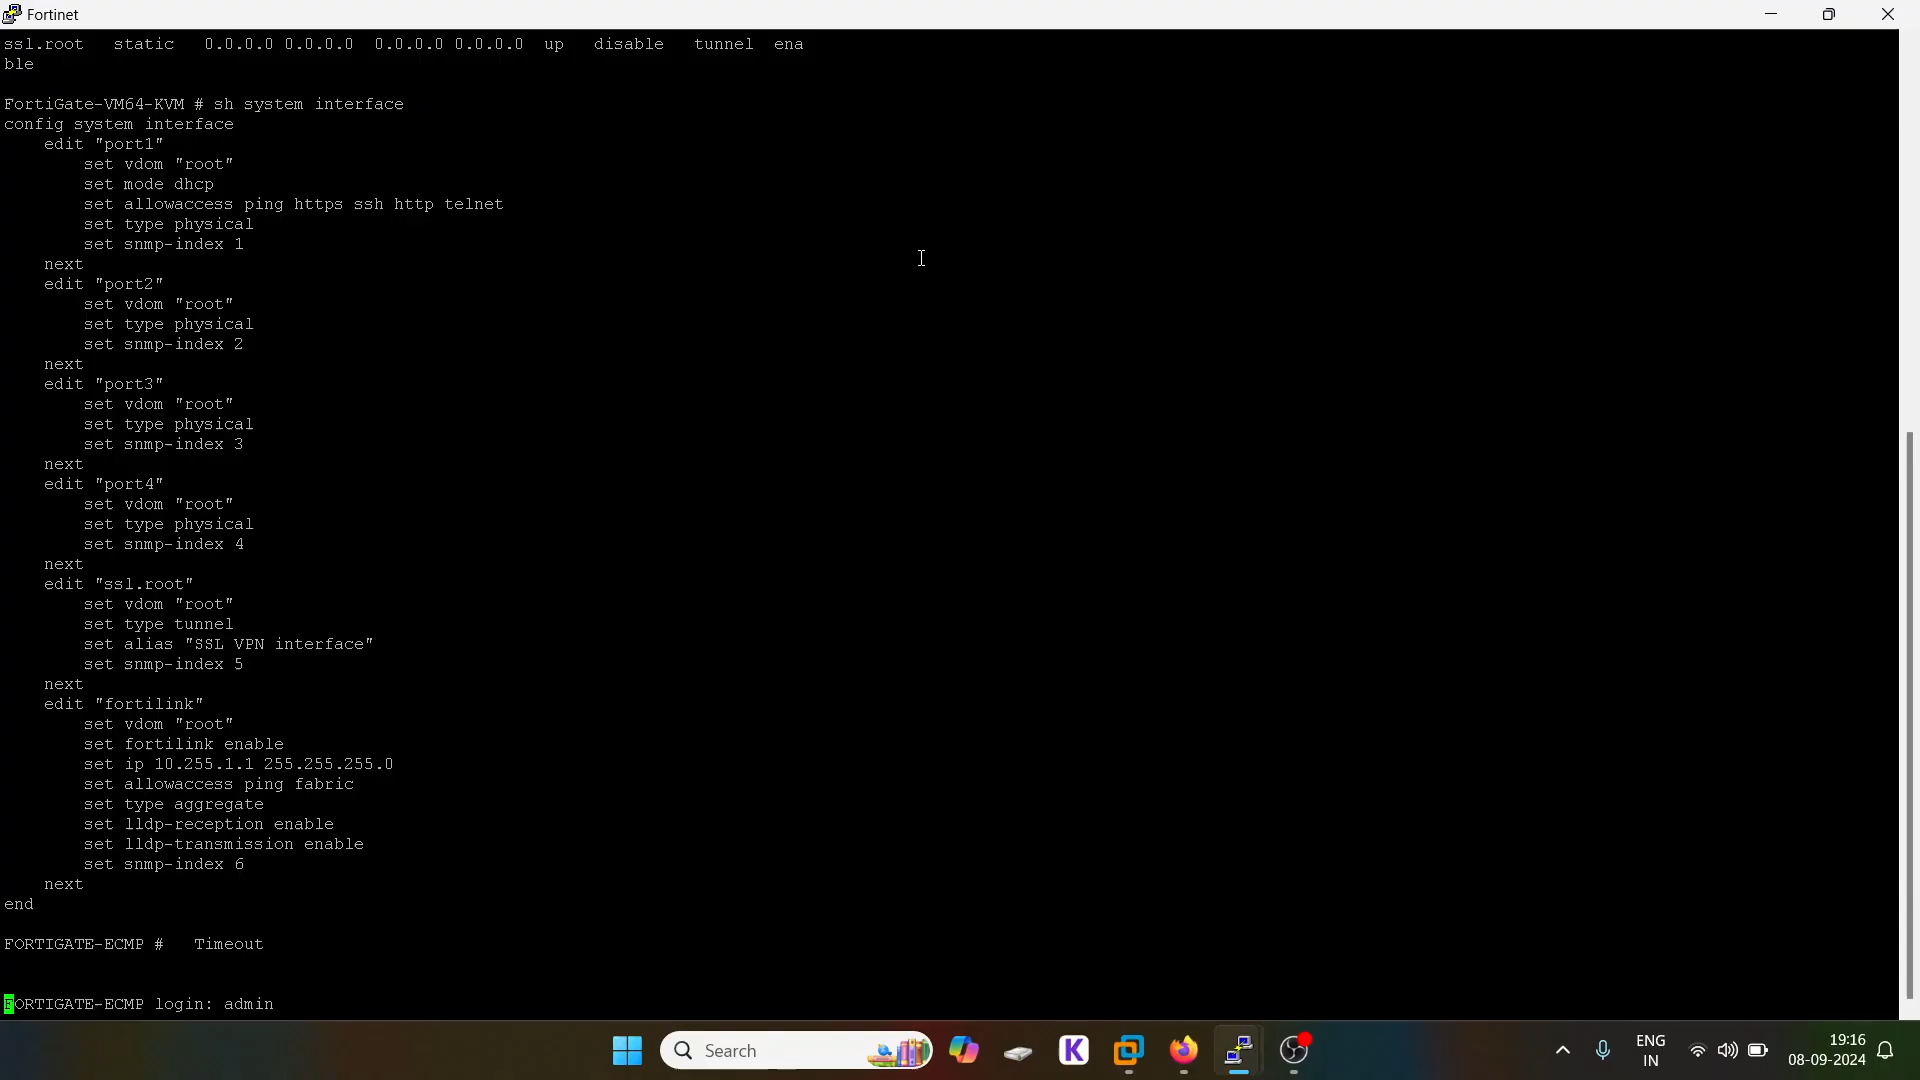 Fortinet
ssl.root   static   0.0.0.0 0.0.0.0  0.0.0.0 0.0.0.0  up   disable   tunnel  ena
ble

FortiGate-VM64-KVM # sh system interface
config system interface
    edit "port1"
        set vdom "root"
        set mode dhcp
        set allowaccess ping https ssh http telnet
        set type physical
        set snmp-index 1
    next
    edit "port2"
        set vdom "root"
        set type physical
        set snmp-index 2
    next
    edit "port3"
        set vdom "root"
        set type physical
        set snmp-index 3
    next
    edit "port4"
        set vdom "root"
        set type physical
        set snmp-index 4
    next
    edit "ssl.root"
        set vdom "root"
        set type tunnel
        set alias "SSL VPN interface"
        set snmp-index 5
    next
    edit "fortilink"
        set vdom "root"
        set fortilink enable
        set ip 10.255.1.1 255.255.255.0
        set allowaccess ping fabric
        set type aggregate
        set lldp-reception enable
        set lldp-transmission enable
        set snmp-index 6
    next
end

FORTIGATE-ECMP #   Timeout

FORTIGATE-ECMP login: admin
Search
K
ENG
IN
19:16
08-09-2024